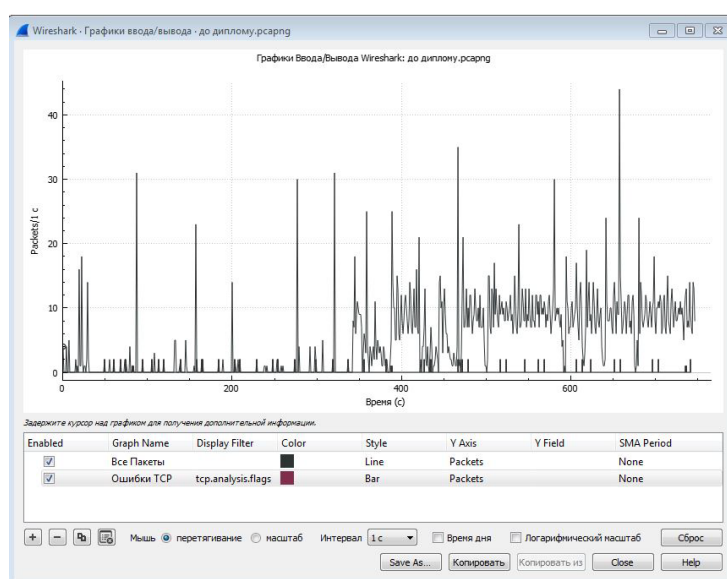 Wireshark · Графики ввода/вывода · до диплому.pcapng
Графики Ввода/Вывода Wireshark: до диплому.pcapng
Packets/1 с
40
30
20
10
0
0 200 400 600
Время (с)
Задержите курсор над графиком для получения дополнительной информации.
Enabled Graph Name Display Filter Color Style Y Axis Y Field SMA Period
Все Пакеты Line Packets None
Ошибки TCP tcp.analysis.flags Bar Packets None
Мышь перетягивание масштаб Интервал 1 с Время дня Логарифмический масштаб Сброс
Save As... Копировать Копировать из Close Help